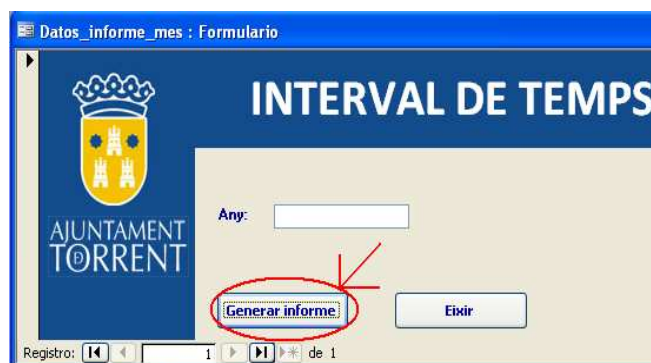 Datos_informe_mes : Formulario
INTERVAL DE TEMPS
Any:
AJUNTAMENT
D
TORRENT
Generar informe
Eixir
Registro: 1 de 1